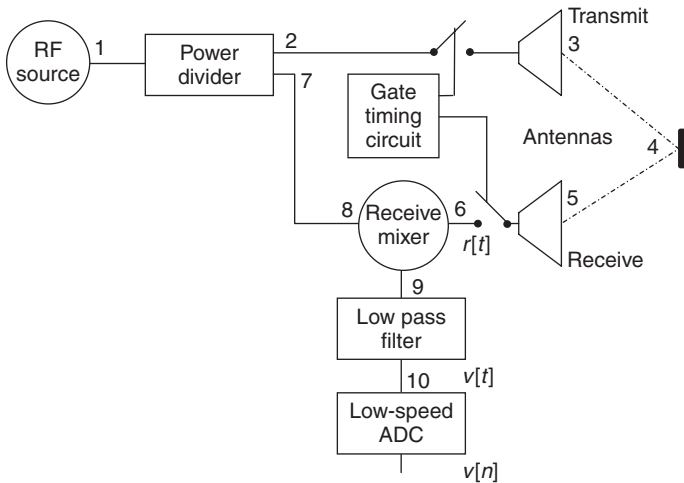 RF
source
1
Power
divider
2
7
Transmit
3
Gate
timing
circuit
Antennas
4
8
Receive
mixer
6
r[t]
5
Receive
9
Low pass
filter
10
v[t]
Low-speed
ADC
v[n]